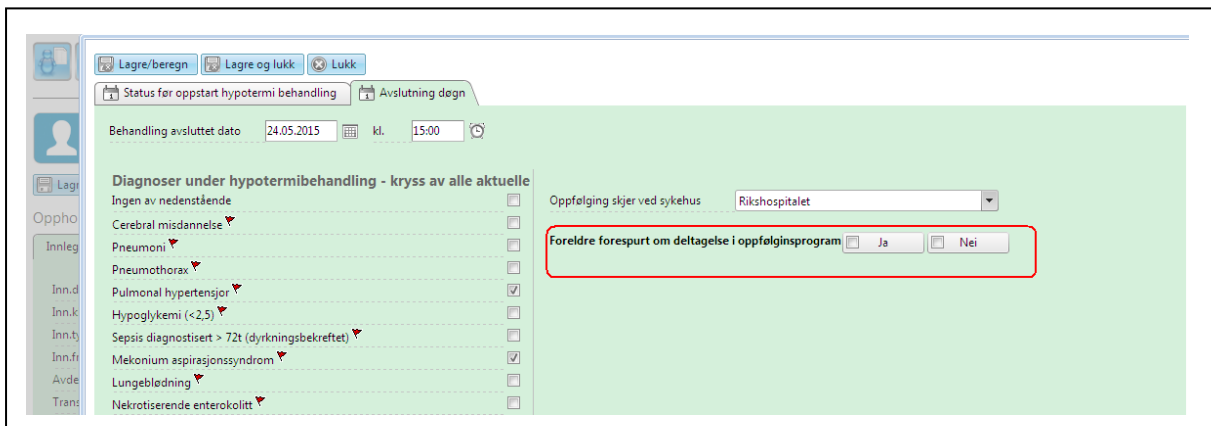 Lagre/beregn Lagre og lukk Lukk
Status før oppstart hypotermi behandling Avslutning døgn
Behandling avsluttet dato 24.05.2015 kl. 15:00
Diagnoser under hypotermibehandling - kryss av alle aktuelle
Ingen av nedenstående
Cerebral misdannelse
Pneumoni
Pneumothorax
Pulmonal hypertensjor
Hypoglykemi (<2,5)
Sepsis diagnostisert > 72t (dyrkningsbekreftet)
Mekonium aspirasjonssyndrom
Lungeblødning
Nekrotiserende enterokolitt
Oppfølging skjer ved sykehus Rikshospitalet
Foreldre forespurt om deltagelse i oppfølginsprogram Ja Nei
Lagr
Oppho
Innleg
Inn.d
Inn.k
Inn.ty
Inn.fr
Avde
Trans